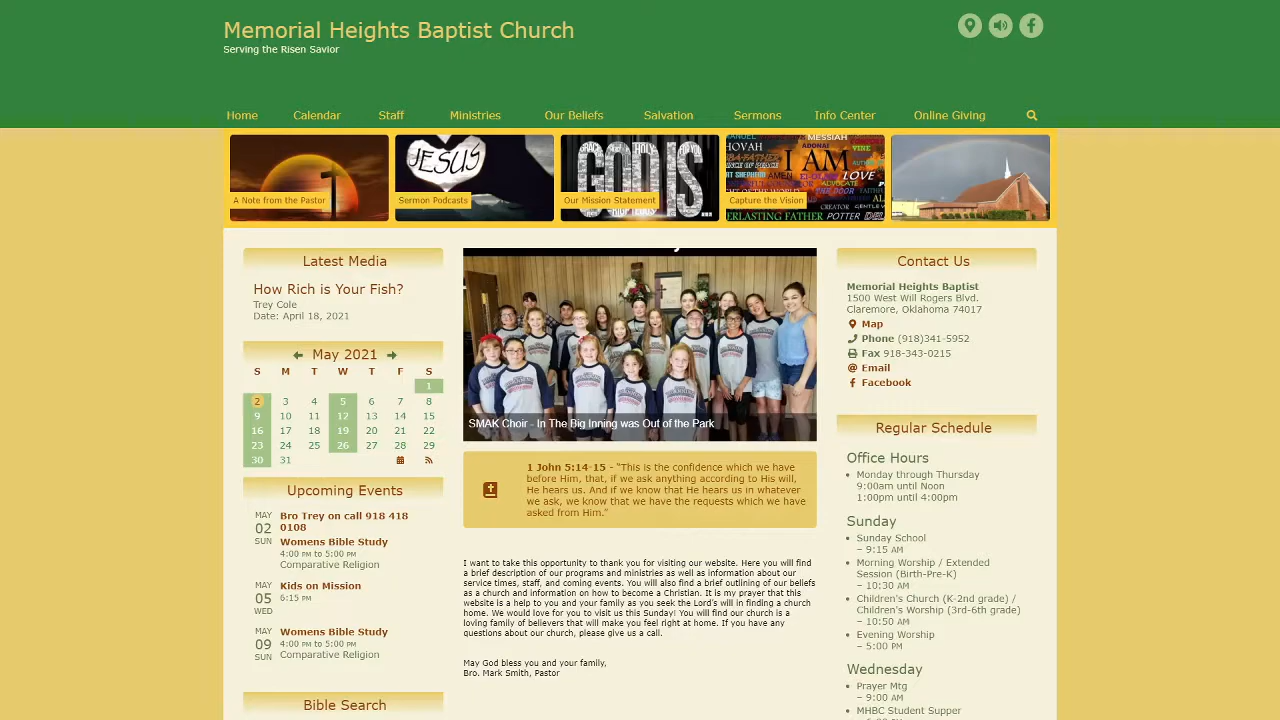 Memorial Heights Baptist Church
Serving the Risen Savior
Home Calendar Staff Ministries Our Beliefs Salvation Sermons Info Center Online Giving
A Note from the Pastor
JESUS
Sermon Podcasts
GOD IS...
Our Mission Statement
MESSIAH
ADONAI
I AM
VINE
LOVE
ADVOCATE
THE DOOR
CREATOR
EVERLASTING FATHER POTTER
Capture the Vision
Latest Media
How Rich is Your Fish?
Trey Cole
Date: April 18, 2021
May 2021
S M T W T F S
1
2 3 4 5 6 7 8
9 10 11 12 13 14 15
16 17 18 19 20 21 22
23 24 25 26 27 28 29
30 31
Upcoming Events
MAY 02 SUN
Bro Trey on call 918 418
0108
Womens Bible Study
4:00 PM to 5:00 PM
Comparative Religion
MAY 05 WED
Kids on Mission
6:15 PM
MAY 09 SUN
Womens Bible Study
4:00 PM to 5:00 PM
Comparative Religion
Bible Search
SMAK Choir - In The Big Inning was Out of the Park
1 John 5:14-15 - “This is the confidence which we have
before Him, that, if we ask anything according to His will,
He hears us. And if we know that He hears us in whatever
we ask, we know that we have the requests which we have
asked from Him.”
I want to take this opportunity to thank you for visiting our website. Here you will find
a brief description of our programs and ministries as well as information about our
service times, staff, and coming events. You will also find a brief outlining of our beliefs
as a church and information on how to become a Christian. It is my prayer that this
website is a help to you and your family as you seek the Lord’s will in finding a church
home. We would love for you to visit us this Sunday! You will find our church is a
loving family of believers that will make you feel right at home. If you have any
questions about our church, please give us a call.
May God bless you and your family,
Bro. Mark Smith, Pastor
Contact Us
Memorial Heights Baptist
1500 West Will Rogers Blvd.
Claremore, Oklahoma 74017
Map
Phone (918)341-5952
Fax 918-343-0215
Email
Facebook
Regular Schedule
Office Hours
Monday through Thursday
9:00am until Noon
1:00pm until 4:00pm
Sunday
Sunday School
– 9:15 AM
Morning Worship / Extended
Session (Birth-Pre-K)
– 10:30 AM
Children's Church (K-2nd grade) /
Children's Worship (3rd-6th grade)
– 10:50 AM
Evening Worship
– 5:00 PM
Wednesday
Prayer Mtg
– 9:00 AM
MHBC Student Supper